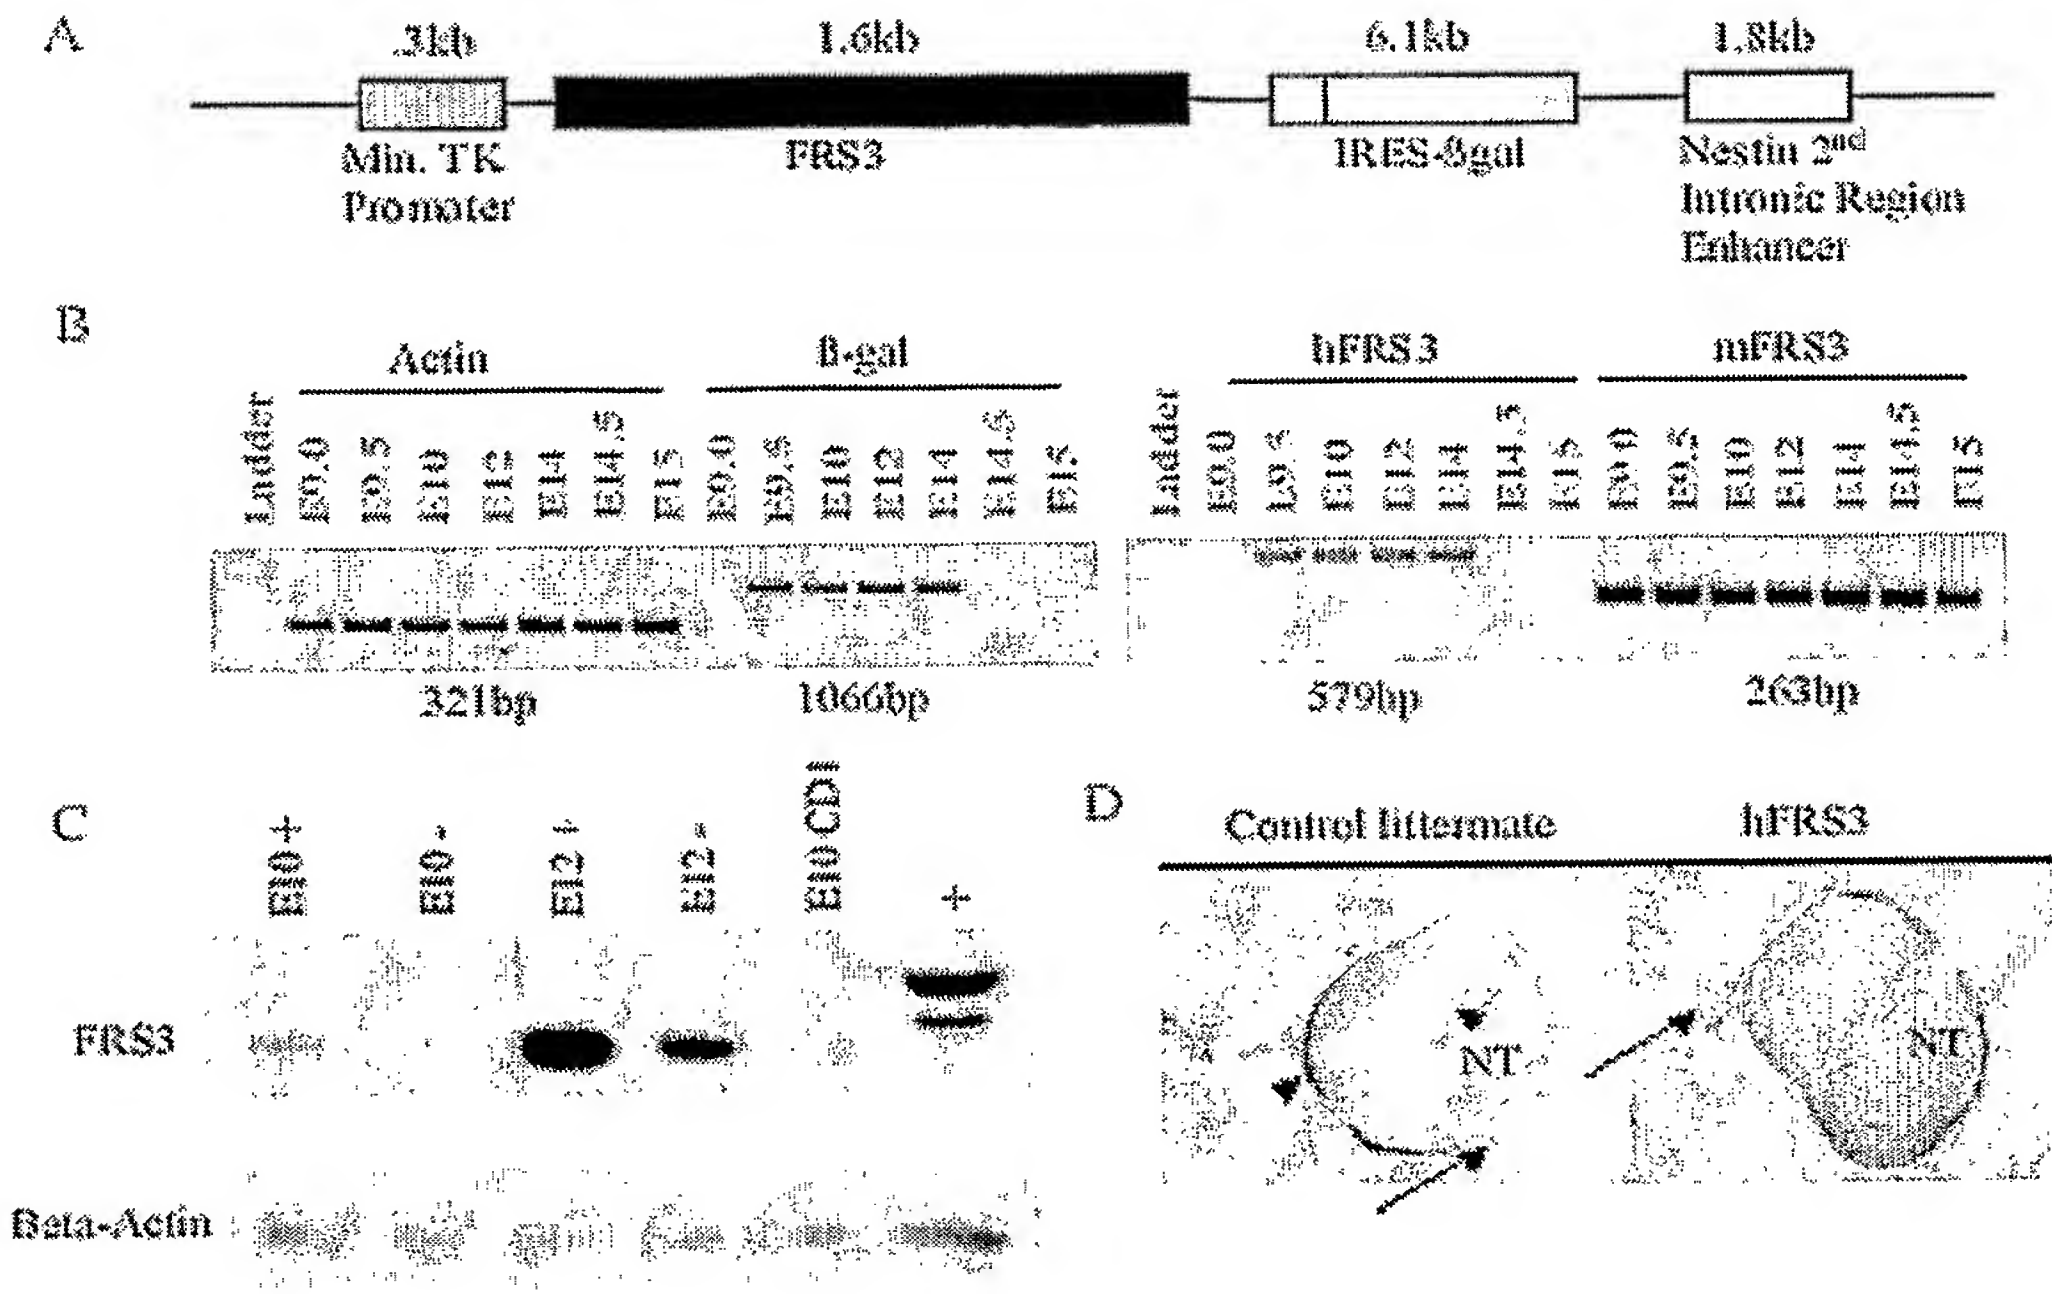 A
.3kb 1.6kb 6.1kb 1.8kb
Min. TK Promoter
FRS3
IRES-ßgal
Nestin 2nd Intronic Region Enhancer
B
Actin ß-gal hFRS3 mFRS3
Ladder E9.0 E9.5 E10 E12 E14 E14.5 E15 E9.0 E9.5 E10 E12 E14 E14.5 E15
Ladder E9.0 E9.5 E10 E12 E14 E14.5 E15 E9.0 E9.5 E10 E12 E14 E14.5 E15
321bp 1066bp 579bp 263bp
C
E10+ E10- E12+ E12- E10 CD1 +
FRS3
Beta-Actin
D
Control littermate hFRS3
NT NT